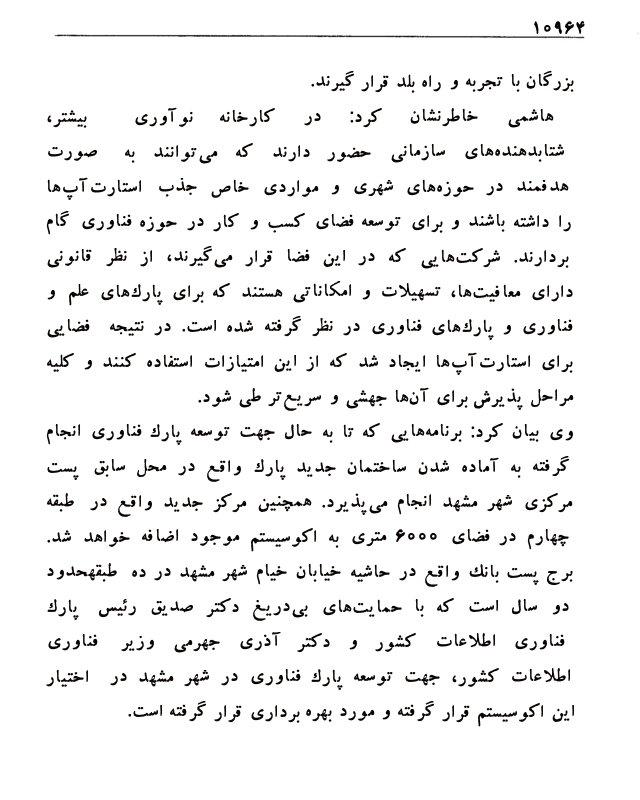 ۱۰۹۶۴
بزرگان با تجربه و راه بلد قرار گیرند.
هاشمی خاطرنشان کرد: در کارخانه نوآوری بیشتر،
شتابدهنده‌های سازمانی حضور دارند که می‌توانند به صورت
هدفمند در حوزه‌های شهری و مواردی خاص جذب استارت‌آپ‌ها
را داشته باشند و برای توسعه فضای کسب و کار در حوزه فناوری گام
بردارند. شرکت‌هایی که در این فضا قرار می‌گیرند، از نظر قانونی
دارای معافیت‌ها، تسهیلات و امکاناتی هستند که برای پارک‌های علم و
فناوری و پارک‌های فناوری در نظر گرفته شده است. در نتیجه فضایی
برای استارت‌آپ‌ها ایجاد شد که از این امتیازات استفاده کنند و کلیه
مراحل پذیرش برای آن‌ها جهشی و سریع‌تر طی شود.
وی بیان کرد: برنامه‌هایی که تا به حال جهت توسعه پارک فناوری انجام
گرفته به آماده شدن ساختمان جدید پارک واقع در محل سابق پست
مرکزی شهر مشهد انجام می‌پذیرد. همچنین مرکز جدید واقع در طبقه
چهارم در فضای ۶۰۰۰ متری به اکوسیستم موجود اضافه خواهد شد.
برج پست بانک واقع در حاشیه خیابان خیام شهر مشهد در ده طبقهحدود
دو سال است که با حمایت‌های بی‌دریغ دکتر صدیق رئیس پارک
فناوری اطلاعات کشور و دکتر آذری جهرمی وزیر فناوری
اطلاعات کشور، جهت توسعه پارک فناوری در شهر مشهد در اختیار
این اکوسیستم قرار گرفته و مورد بهره برداری قرار گرفته است.